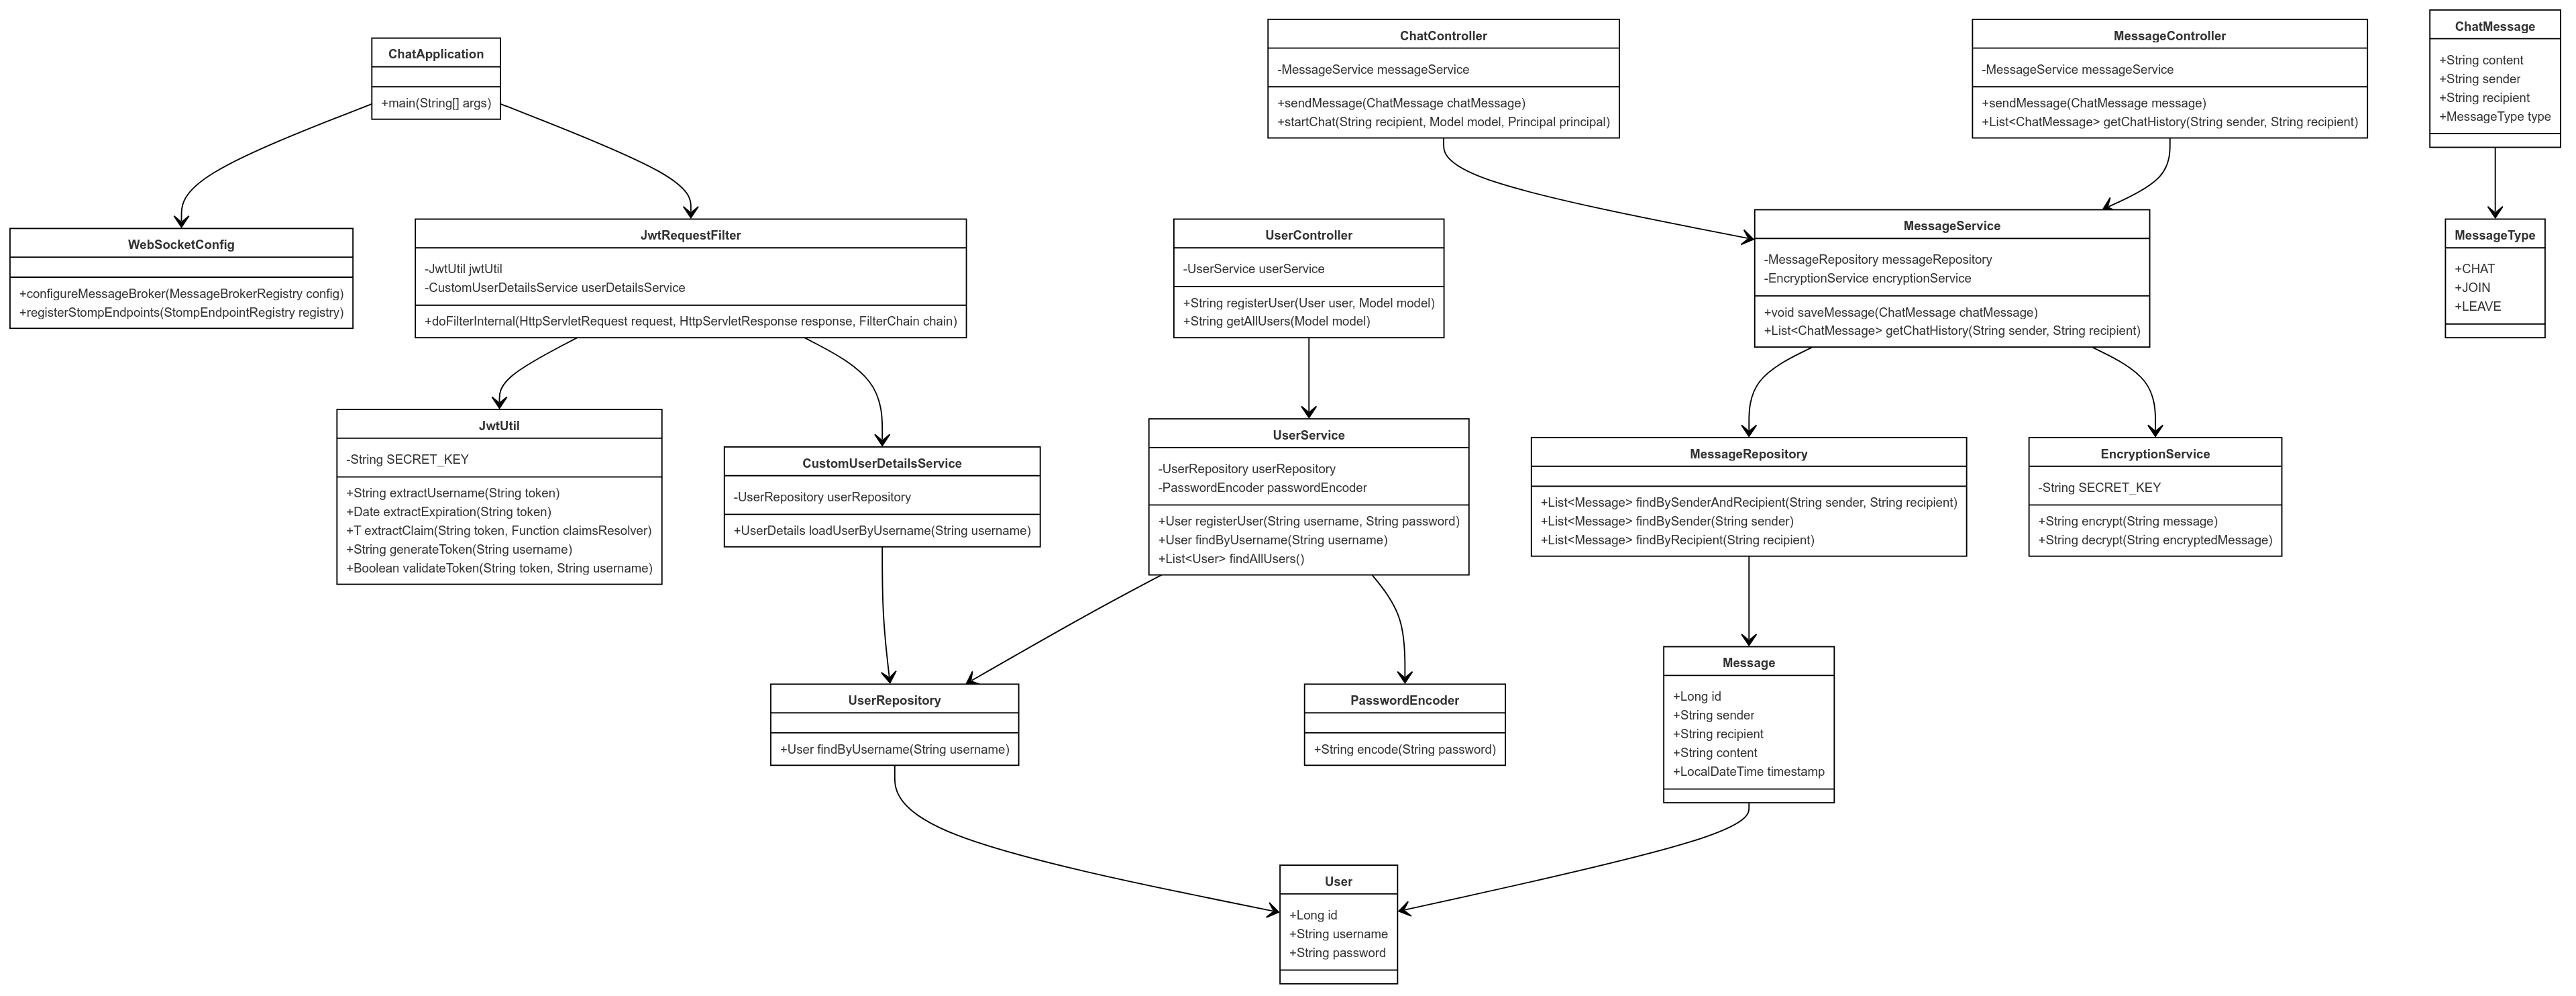 ChatApplication
+main(String[] args)
ChatController
-MessageService messageService
+sendMessage(ChatMessage chatMessage)
+startChat(String recipient, Model model, Principal principal)
MessageController
-MessageService messageService
+sendMessage(ChatMessage message)
+List<ChatMessage> getChatHistory(String sender, String recipient)
ChatMessage
+String content
+String sender
+String recipient
+MessageType type
WebSocketConfig
+configureMessageBroker(MessageBrokerRegistry config)
+registerStompEndpoints(StompEndpointRegistry registry)
JwtRequestFilter
-JwtUtil jwtUtil
-CustomUserDetailsService userDetailsService
+doFilterInternal(HttpServletRequest request, HttpServletResponse response, FilterChain chain)
UserController
-UserService userService
+String registerUser(User user, Model model)
+String getAllUsers(Model model)
MessageService
-MessageRepository messageRepository
-EncryptionService encryptionService
+void saveMessage(ChatMessage chatMessage)
+List<ChatMessage> getChatHistory(String sender, String recipient)
MessageType
+CHAT
+JOIN
+LEAVE
JwtUtil
-String SECRET_KEY
+String extractUsername(String token)
+Date extractExpiration(String token)
+T extractClaim(String token, Function claimsResolver)
+String generateToken(String username)
+Boolean validateToken(String token, String username)
CustomUserDetailsService
-UserRepository userRepository
+UserDetails loadUserByUsername(String username)
UserService
-UserRepository userRepository
-PasswordEncoder passwordEncoder
+User registerUser(String username, String password)
+User findByUsername(String username)
+List<User> findAllUsers()
MessageRepository
+List<Message> findBySenderAndRecipient(String sender, String recipient)
+List<Message> findBySender(String sender)
+List<Message> findByRecipient(String recipient)
EncryptionService
-String SECRET_KEY
+String encrypt(String message)
+String decrypt(String encryptedMessage)
UserRepository
+User findByUsername(String username)
PasswordEncoder
+String encode(String password)
Message
+Long id
+String sender
+String recipient
+String content
+LocalDateTime timestamp
User
+Long id
+String username
+String password